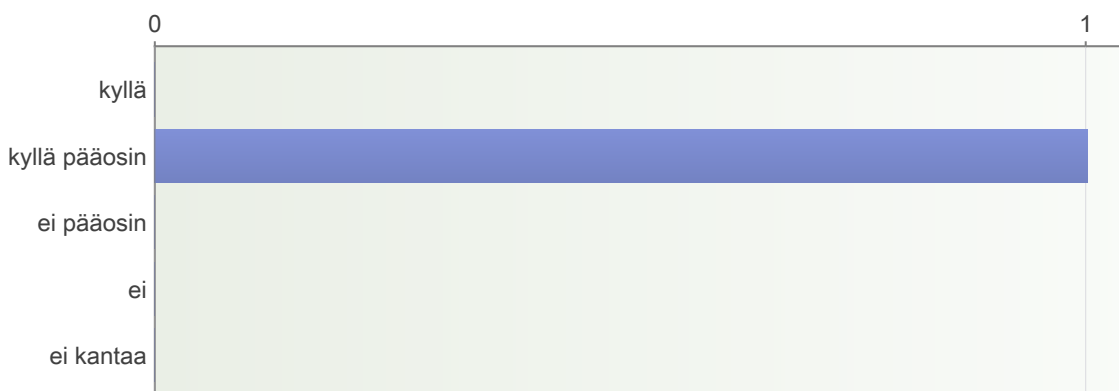 0 1
kyllä
kyllä pääosin
ei pääosin
ei
ei kantaa